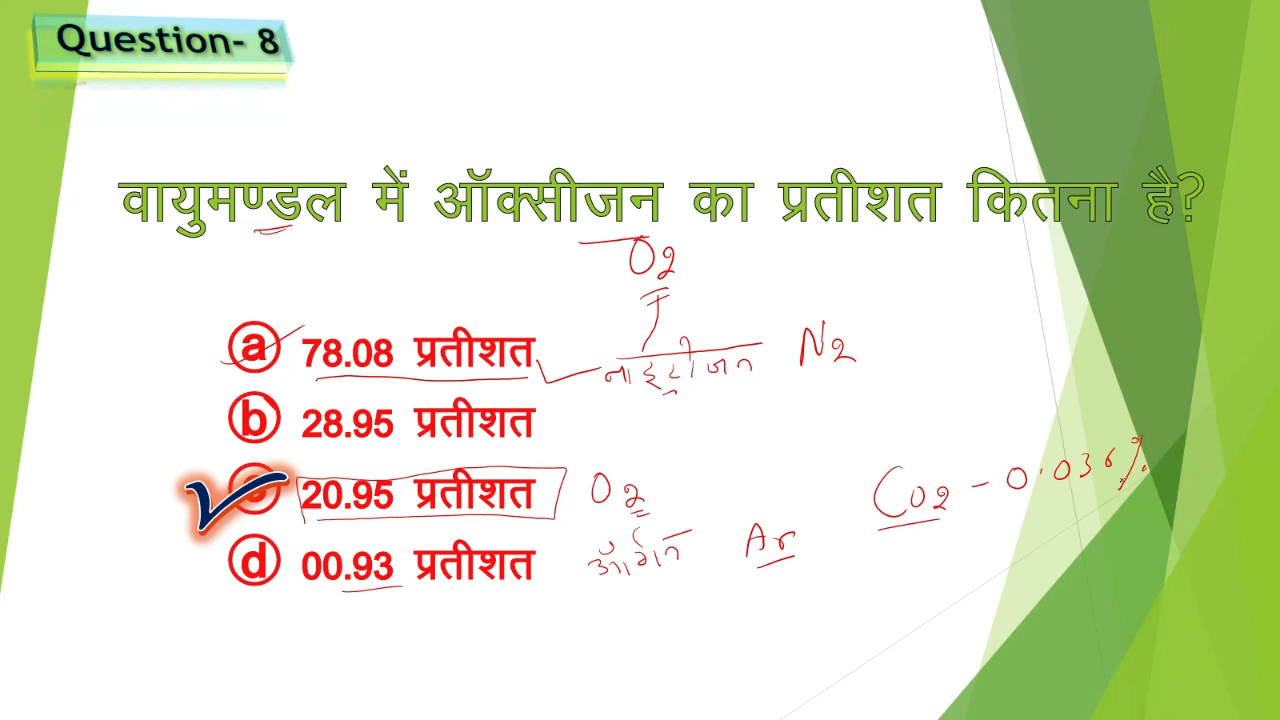 Question- 8
वायुमण्डल में ऑक्सीजन का प्रतीशत कितना है?
O2
a 78.08 प्रतीशत
नाइट्रोजन N2
b 28.95 प्रतीशत
c 20.95 प्रतीशत O2
CO2 - 0.036%
d 00.93 प्रतीशत आर्गन Ar